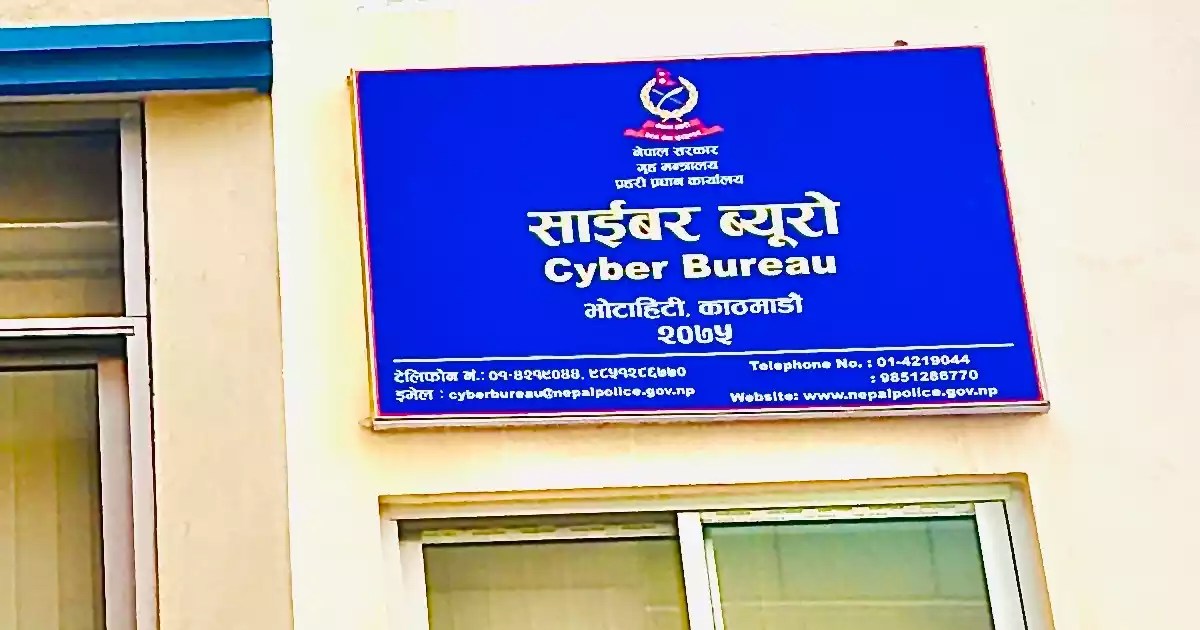 नेपाल सरकार
गृह मन्त्रालय
प्रहरी प्रधान कार्यालय
साईबर ब्यूरो
Cyber Bureau
भोटाहिटी, काठमाडौं
२०७५
टेलिफोन नं.: ०१-४२१९०४४, ९८५१२८६७७०
इमेल : cyberbureau@nepalpolice.gov.np
Telephone No. : 01-4219044
: 9851286770
Website: www.nepalpolice.gov.np